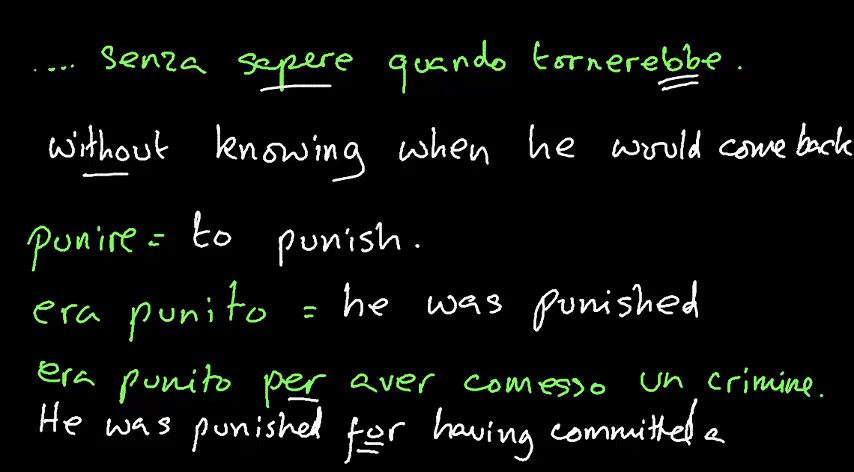 .... senza sapere quando tornerebbe.
without knowing when he would come back
punire = to punish.
era punito = he was punished
era punito per aver comesso un crimine.
He was punished for having committed a